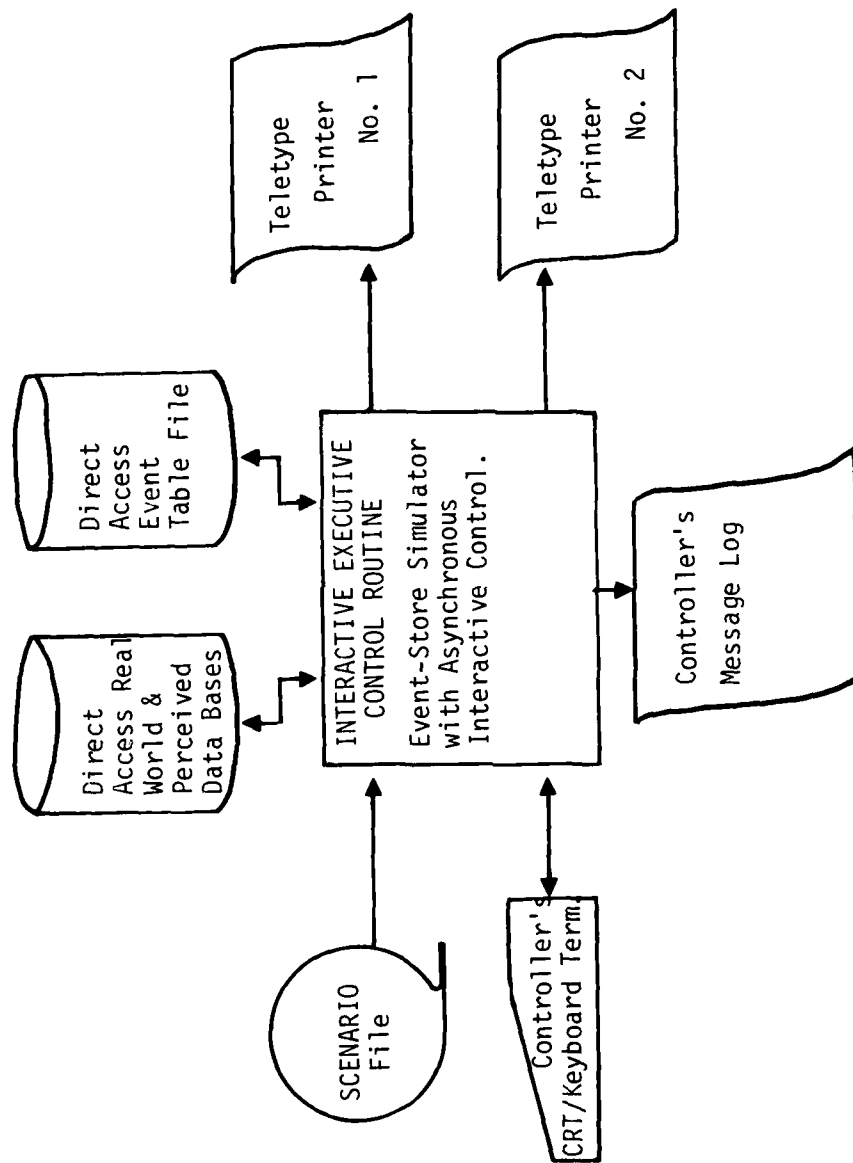 Direct
Access Real
World &
Perceived
Data Bases
Direct
Access
Event
Table File
SCENARIO
File
INTERACTIVE EXECUTIVE
CONTROL ROUTINE
Event-Store Simulator
with Asynchronous
Interactive Control.
Teletype
Printer
No. 1
Controller's
CRT/Keyboard Term.
Teletype
Printer
No. 2
Controller's
Message Log